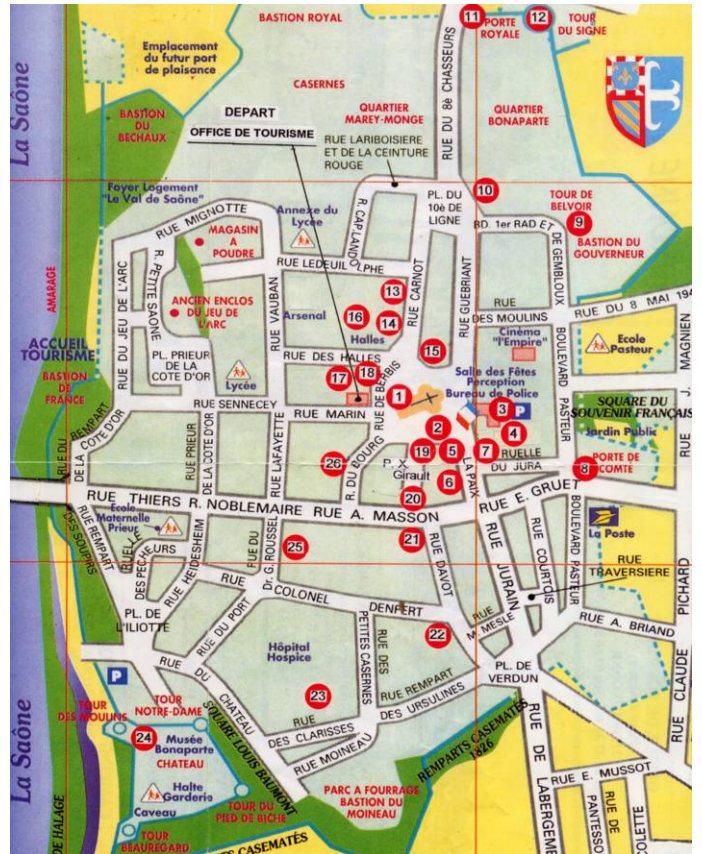 BASTION ROYAL
11
PORTE
ROYALE
12
TOUR
DU SIGNE
Emplacement
du futur port
de plaisance
La Saône
CASERNES
BASTION
DU
BECHAUX
DEPART
OFFICE DE TOURISME
QUARTIER
MAREY-MONGE
RUE DU 8è CHASSEURS
QUARTIER
BONAPARTE
RUE LARIBOISIERE
ET DE LA CEINTURE
ROUGE
Foyer Logement
"Le Val de Saône"
PL. DU
10è DE
LIGNE
10
TOUR DE
BELVOIR
9
BASTION DU
GOUVERNEUR
BD. 1er RAD ET
DE GEMBLOUX
RUE MIGNOTTE
MAGASIN
A
POUDRE
Annexe du
Lycée
R. CAP. LANDO
RUE LEDEUIL
AMARAGE
R. PETITE SAONE
RUE DU JEU DE L'ARC
ANCIEN ENCLOS
DU JEU DE
L'ARC
RUE VAUBAN
Arsenal
13
16
14
Halles
RUE CARNOT
RUE GUEBRIANT
RUE
DES MOULINS
RUE DU 8 MAI 194
Cinéma
"l'Empire"
Ecole
Pasteur
RUE J. MAGNIEN
ACCUEIL
TOURISME
BASTION
DE
FRANCE
PL. PRIEUR
DE LA
COTE D'OR
Lycée
RUE DES HALLES
17
18
15
RUE DE BERBIS
1
Salle des Fêtes
Perception
Bureau de Police
3
P
BOULEVARD PASTEUR
SQUARE DU
SOUVENIR FRANÇAIS
Jardin Public
RUE SENNECEY
RUE MARIN
2
4
RUE DU REMPART
DE LA COTE D'OR
RUE PRIEUR
DE LA COTE D'OR
RUE LAFAYETTE
26
R. DU BOURG
P.
Girault
19
5
LA PAIX
7
RUELLE
DU JURA
8
PORTE DE
COMTE
6
20
RUE THIERS R. NOBLEMAIRE RUE A. MASSON
RUE E. GRUET
RUE REMPART
DES SOUPIRS
Ecole
Maternelle
Prieur
RUELLE
DES PECHEURS
RUE HEIDESHEIM
RUE DU
Dr. G. ROUSSEL
25
21
RUE DAVOT
RUE JURAIN
RUE COURTOIS
BOULEVARD PASTEUR
La Poste
RUE
TRAVERSIERE
PL. DE
L'ILIOTTE
RUE DU PORT
RUE COLONEL DENFERT
22
RUE
M. MESLE
RUE A. BRIAND
RUE CLAUDE PICHARD
Hôpital
Hospice
RUE DES
PETITES CASERNES
RUE REMPART
DES URSULINES
PL. DE
VERDUN
P
RUE DU CHATEAU
TOUR
DES MOULINS
TOUR
NOTRE-DAME
SQUARE LOUIS BAUMONT
23
RUE
DES CLARISSES
RUE MOINEAU
REMPARTS CASEMATÉS
1826
24
Musée
Bonaparte
CHATEAU
La Saône
Halte
Garderie
Caveau
TOUR DU
PIED DE BICHE
PARC A FOURRAGE
BASTION DU
MOINEAU
RUE DE LABERGEME
RUE E. MUSSOT
RUE DE
PANTESSO
COLETTE
DE HALAGE
TOUR
BEAUREGARD
PARTS CASEMATÉS